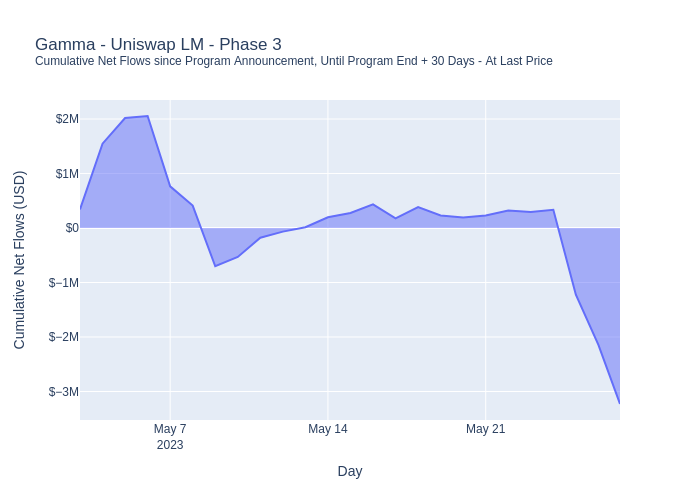 Gamma - Uniswap LM - Phase 3
Cumulative Net Flows since Program Announcement, Until Program End + 30 Days - At Last Price
Cumulative Net Flows (USD)
$2M
$1M
$0
$−1M
$−2M
$−3M
May 7
2023
May 14
May 21
Day